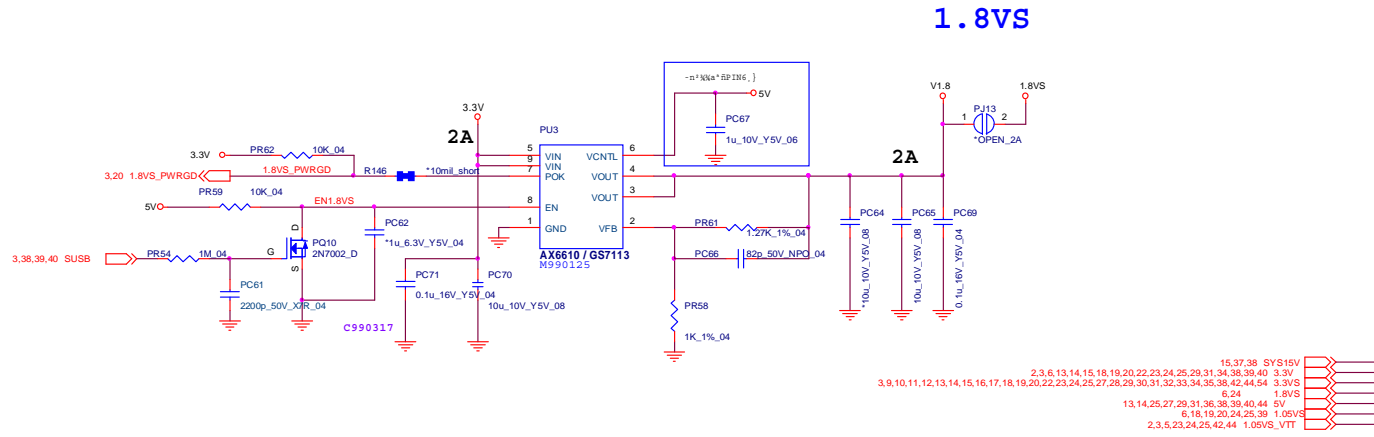 1.8VS
5V
PC67
1u_10V_Y5V_06
V1.8
1.8VS
PJ13
1
2
*OPEN_2A
3.3V
2A
PU3
2A
3.3V
PR62
10K_04
5
VIN
VCNTL
6
9
VIN
VOUT
4
3,20 1.8VS_PWRGD
1.8VS_PWRGD
R146
*10mil_short
7
POK
VOUT
3
PR59
10K_04
5V
EN1.8VS
8
EN
1
GND
VFB
2
PR61
1.27K_1%_04
AX6610 / GS7113
M990125
PC66
82p_50V_NPO_04
PC62
*1u_6.3V_Y5V_04
D
G
S
PQ10
2N7002_D
3,38,39,40 SUSB
PR54
1M_04
PC61
2200p_50V_X7R_04
PC71
0.1u_16V_Y5V_04
PC70
10u_10V_Y5V_08
C990317
PR58
1K_1%_04
PC64
*10u_10V_Y5V_08
PC65
10u_10V_Y5V_08
PC69
0.1u_16V_Y5V_04
15,37,38 SYS15V
2,3,6,13,14,15,18,19,20,22,23,24,25,29,31,34,38,39,40 3.3V
3,9,10,11,12,13,14,15,16,17,18,19,20,22,23,24,25,27,28,29,30,31,32,33,34,35,38,42,44,54 3.3VS
6,24 1.8VS
13,14,25,27,29,31,36,38,39,40,44 5V
6,18,19,20,24,25,39 1.05VS
2,3,5,23,24,25,42,44 1.05VS_VTT